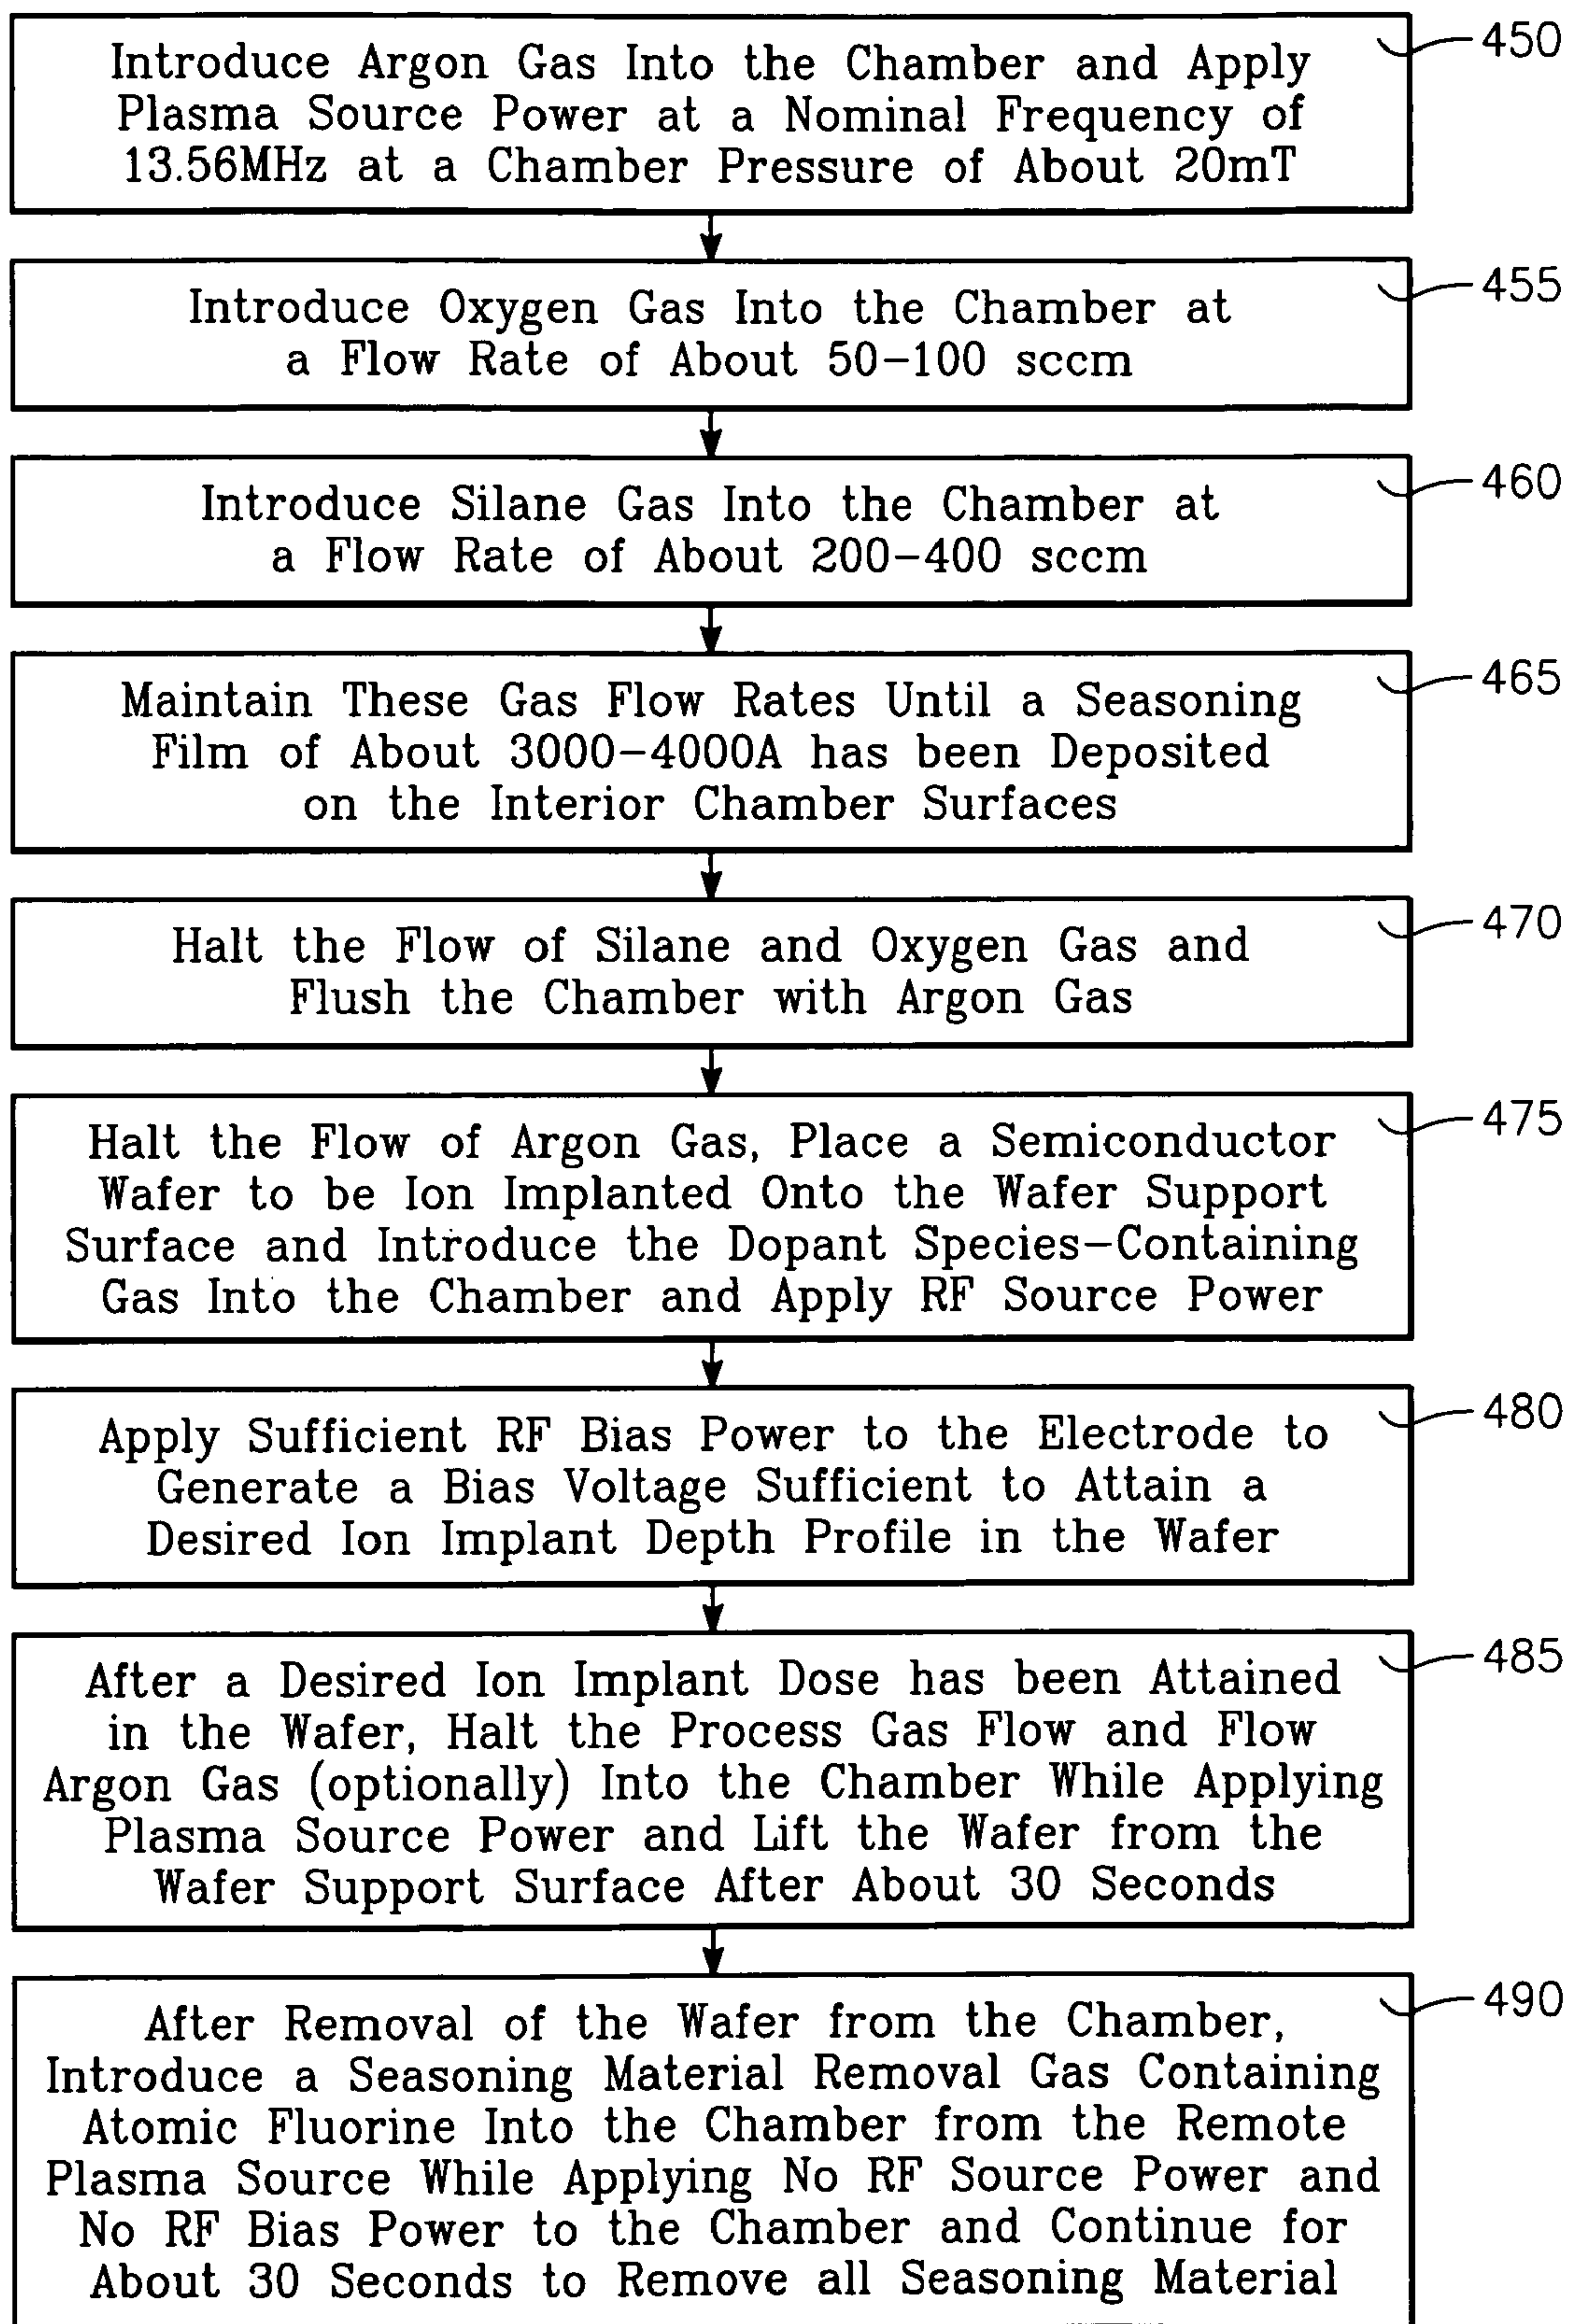 Introduce Argon Gas Into the Chamber and Apply
Plasma Source Power at a Nominal Frequency of
13.56MHz at a Chamber Pressure of About 20mT
450
Introduce Oxygen Gas Into the Chamber at
a Flow Rate of About 50-100 sccm
455
Introduce Silane Gas Into the Chamber at
a Flow Rate of About 200-400 sccm
460
Maintain These Gas Flow Rates Until a Seasoning
Film of About 3000-4000A has been Deposited
on the Interior Chamber Surfaces
465
Halt the Flow of Silane and Oxygen Gas and
Flush the Chamber with Argon Gas
470
Halt the Flow of Argon Gas, Place a Semiconductor
Wafer to be Ion Implanted Onto the Wafer Support
Surface and Introduce the Dopant Species-Containing
Gas Into the Chamber and Apply RF Source Power
475
Apply Sufficient RF Bias Power to the Electrode to
Generate a Bias Voltage Sufficient to Attain a
Desired Ion Implant Depth Profile in the Wafer
480
After a Desired Ion Implant Dose has been Attained
in the Wafer, Halt the Process Gas Flow and Flow
Argon Gas (optionally) Into the Chamber While Applying
Plasma Source Power and Lift the Wafer from the
Wafer Support Surface After About 30 Seconds
485
After Removal of the Wafer from the Chamber,
Introduce a Seasoning Material Removal Gas Containing
Atomic Fluorine Into the Chamber from the Remote
Plasma Source While Applying No RF Source Power and
No RF Bias Power to the Chamber and Continue for
About 30 Seconds to Remove all Seasoning Material
490